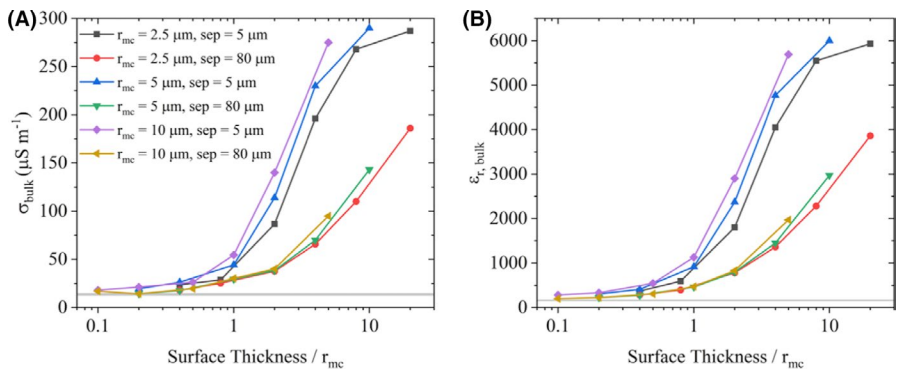 (A)
300
250
200
150
100
50
0
σbulk (μS m⁻¹)
rmc = 2.5 μm, sep = 5 μm
rmc = 2.5 μm, sep = 80 μm
rmc = 5 μm, sep = 5 μm
rmc = 5 μm, sep = 80 μm
rmc = 10 μm, sep = 5 μm
rmc = 10 μm, sep = 80 μm
0.1 1 10
Surface Thickness / rmc
(B)
6000
5000
4000
3000
2000
1000
0
εr, bulk
0.1 1 10
Surface Thickness / rmc